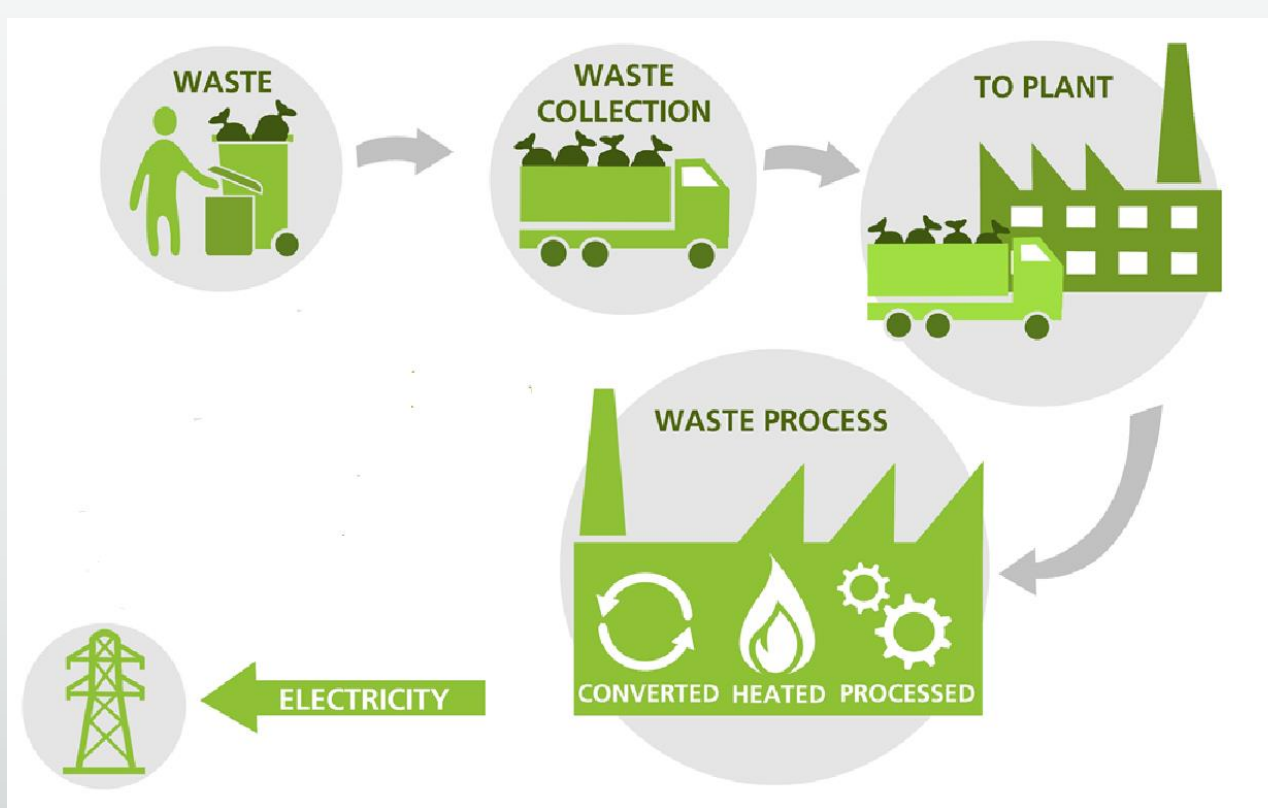 WASTE
WASTE
COLLECTION
TO PLANT
WASTE PROCESS
CONVERTED HEATED PROCESSED
ELECTRICITY